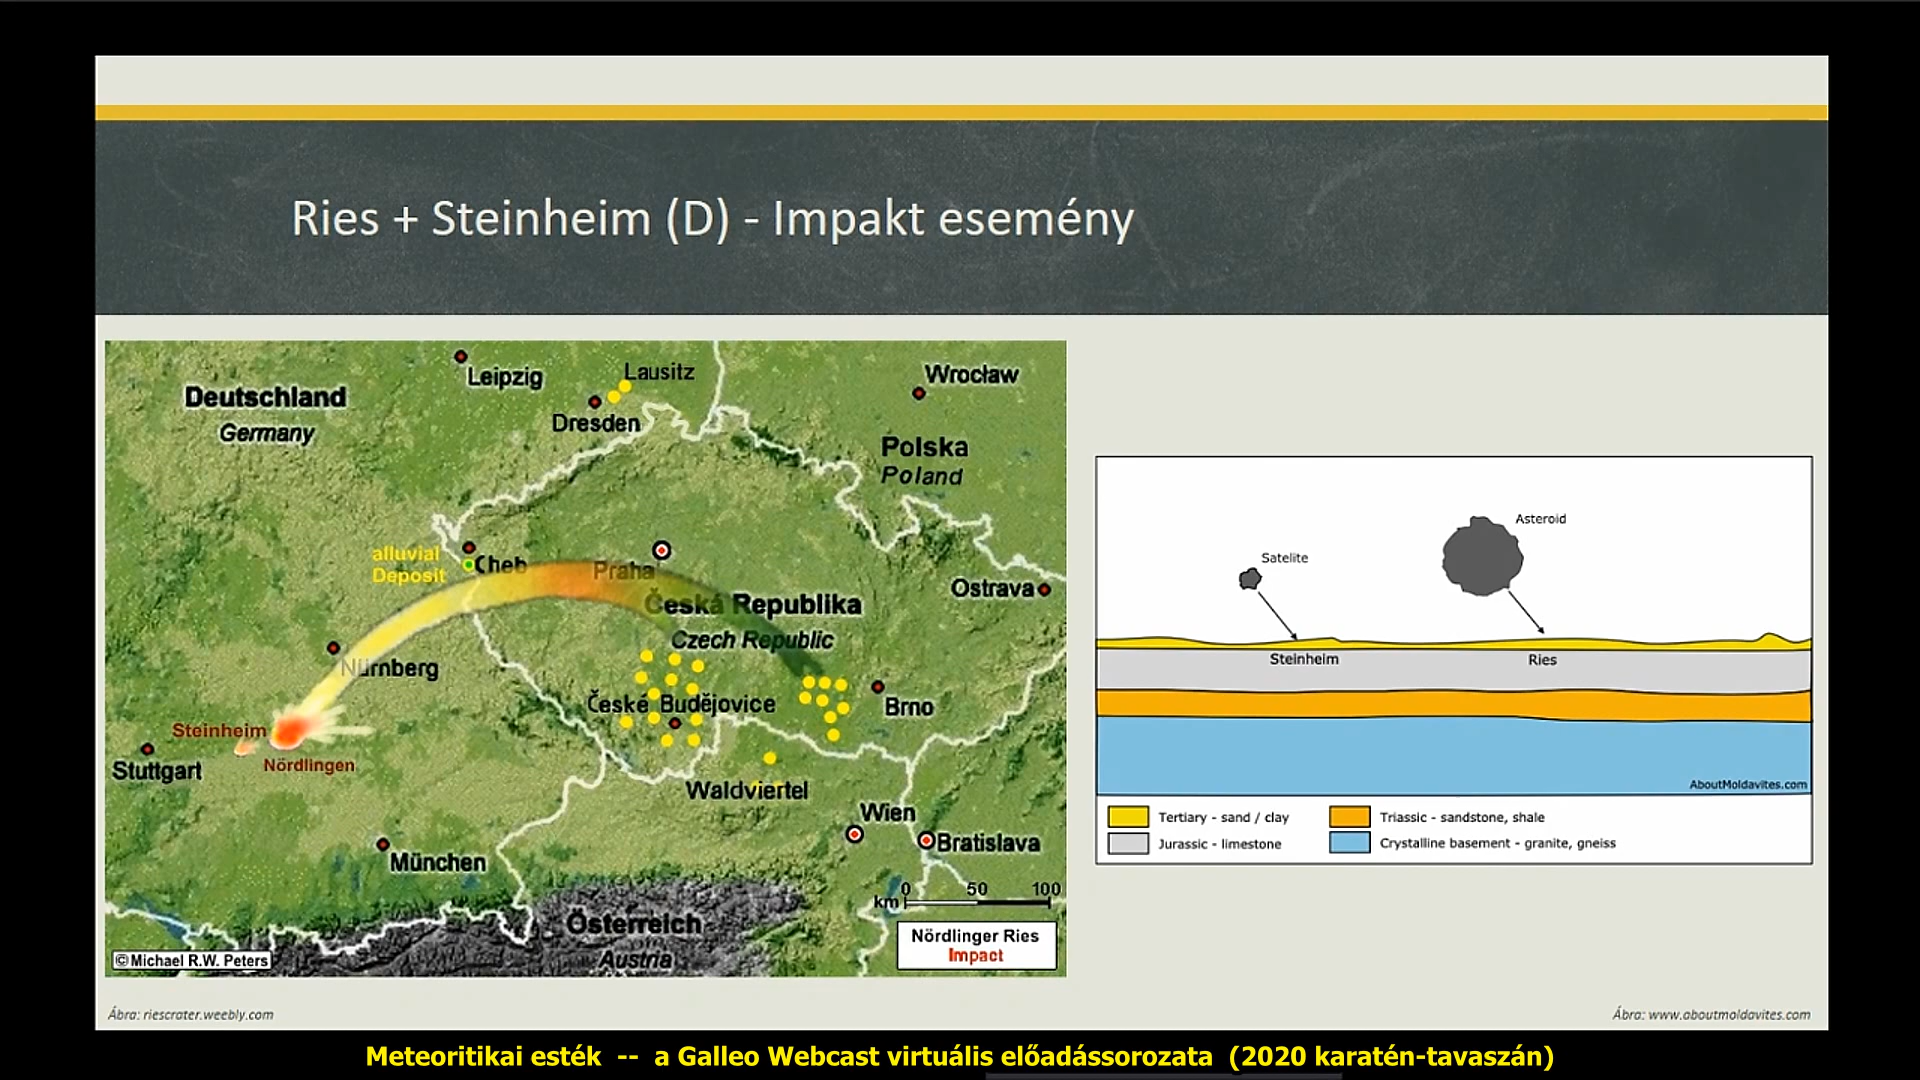 Ries + Steinheim (D) - Impakt esemény
Deutschland
Germany
Leipzig
Lausitz
Dresden
Wrocław
Polska
Poland
alluvial
Deposit
Cheb
Praha
Česká Republika
Czech Republic
Ostrava
Nürnberg
České Budějovice
Brno
Steinheim
Nördlingen
Stuttgart
Waldviertel
Wien
Bratislava
München
0 50 100
km
Österreich
Austria
Nördlinger Ries
Impact
©Michael R.W. Peters
Asteroid
Satelite
Steinheim
Ries
AboutMoldavites.com
Tertiary - sand / clay
Triassic - sandstone, shale
Jurassic - limestone
Crystalline basement - granite, gneiss
Ábra: riescrater.weebly.com
Ábra: www.aboutmoldavites.com
Meteoritikai esték -- a Galleo Webcast virtuális előadássorozata (2020 karatén-tavaszán)